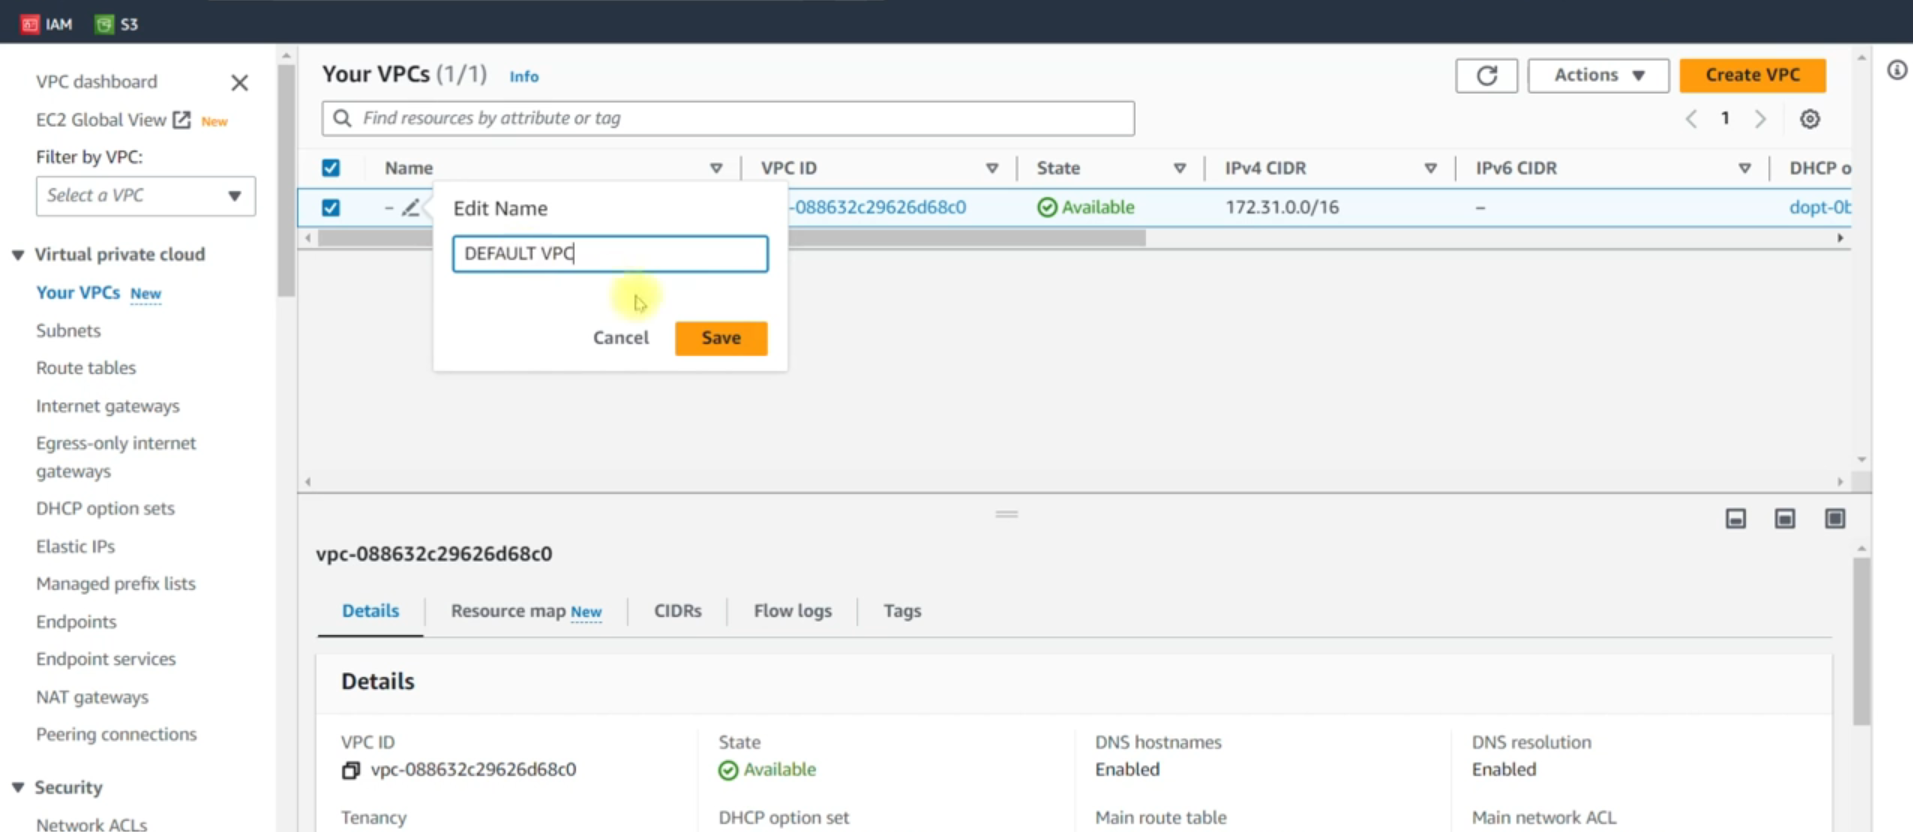 IAM S3
VPC dashboard
EC2 Global View New
Filter by VPC:
Select a VPC
Virtual private cloud
Your VPCs New
Subnets
Route tables
Internet gateways
Egress-only internet
gateways
DHCP option sets
Elastic IPs
Managed prefix lists
Endpoints
Endpoint services
NAT gateways
Peering connections
Security
Network ACLs
Your VPCs (1/1) Info
Actions
Create VPC
Find resources by attribute or tag
1
Name VPC ID State IPv4 CIDR IPv6 CIDR DHCP o
– -088632c29626d68c0 Available 172.31.0.0/16 – dopt-0b
Edit Name
DEFAULT VPC
Cancel Save
vpc-088632c29626d68c0
Details Resource map New CIDRs Flow logs Tags
Details
VPC ID State DNS hostnames DNS resolution
vpc-088632c29626d68c0 Available Enabled Enabled
Tenancy DHCP option set Main route table Main network ACL